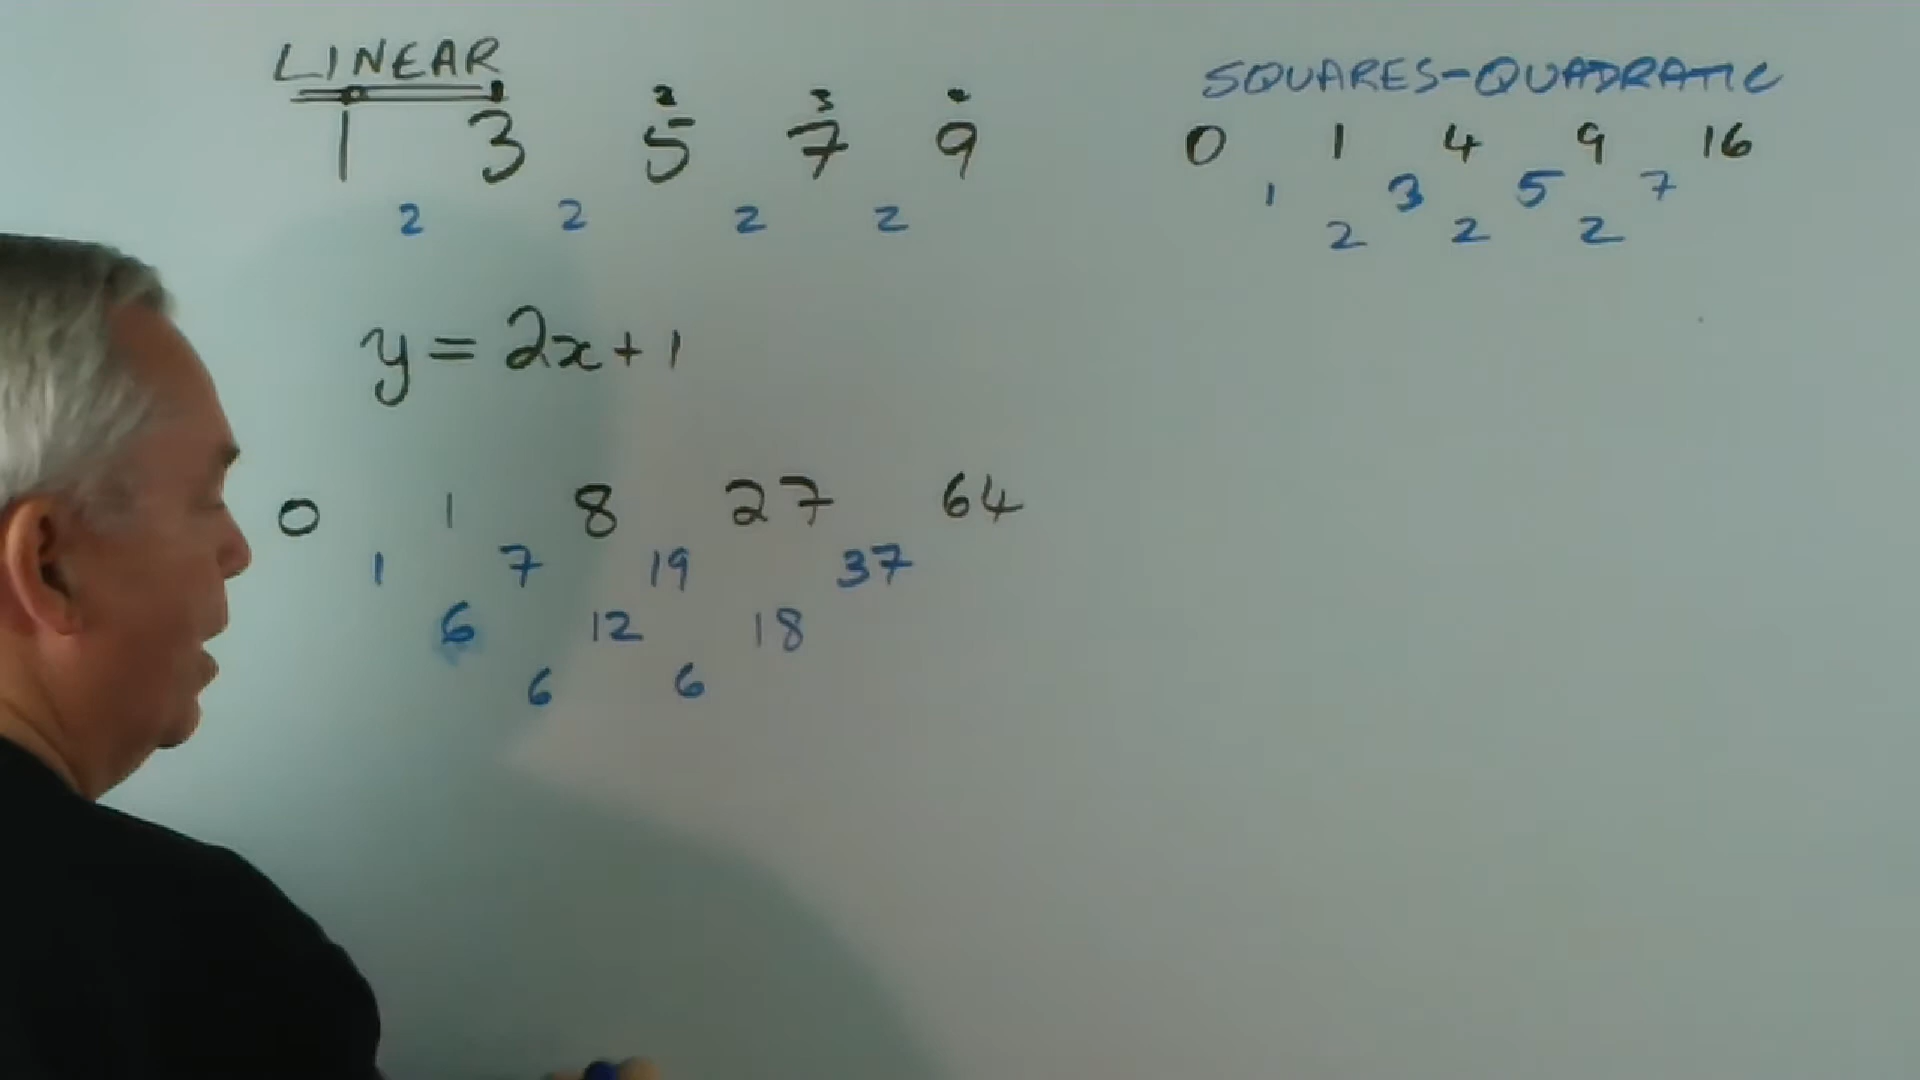 LINEAR
2 3
1 3 5 7 9
2 2 2 2
y = 2x + 1
0 1 8 27 64
1 7 19 37
6 12 18
6 6
SQUARES-QUADRATIC
0 1 4 9 16
1 3 5 7
2 2 2